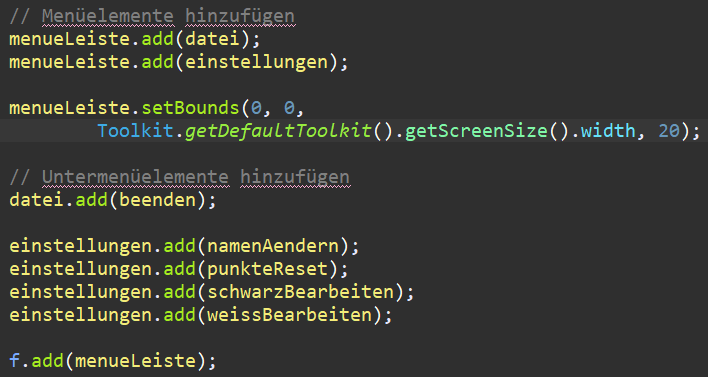 // Menüelemente hinzufügen
menueLeiste.add(datei);
menueLeiste.add(einstellungen);
menueLeiste.setBounds(0, 0,
Toolkit.getDefaultToolkit().getScreenSize().width, 20);
// Untermenüelemente hinzufügen
datei.add(beenden);
einstellungen.add(namenAendern);
einstellungen.add(punkteReset);
einstellungen.add(schwarzBearbeiten);
einstellungen.add(weissBearbeiten);
f.add(menueLeiste);